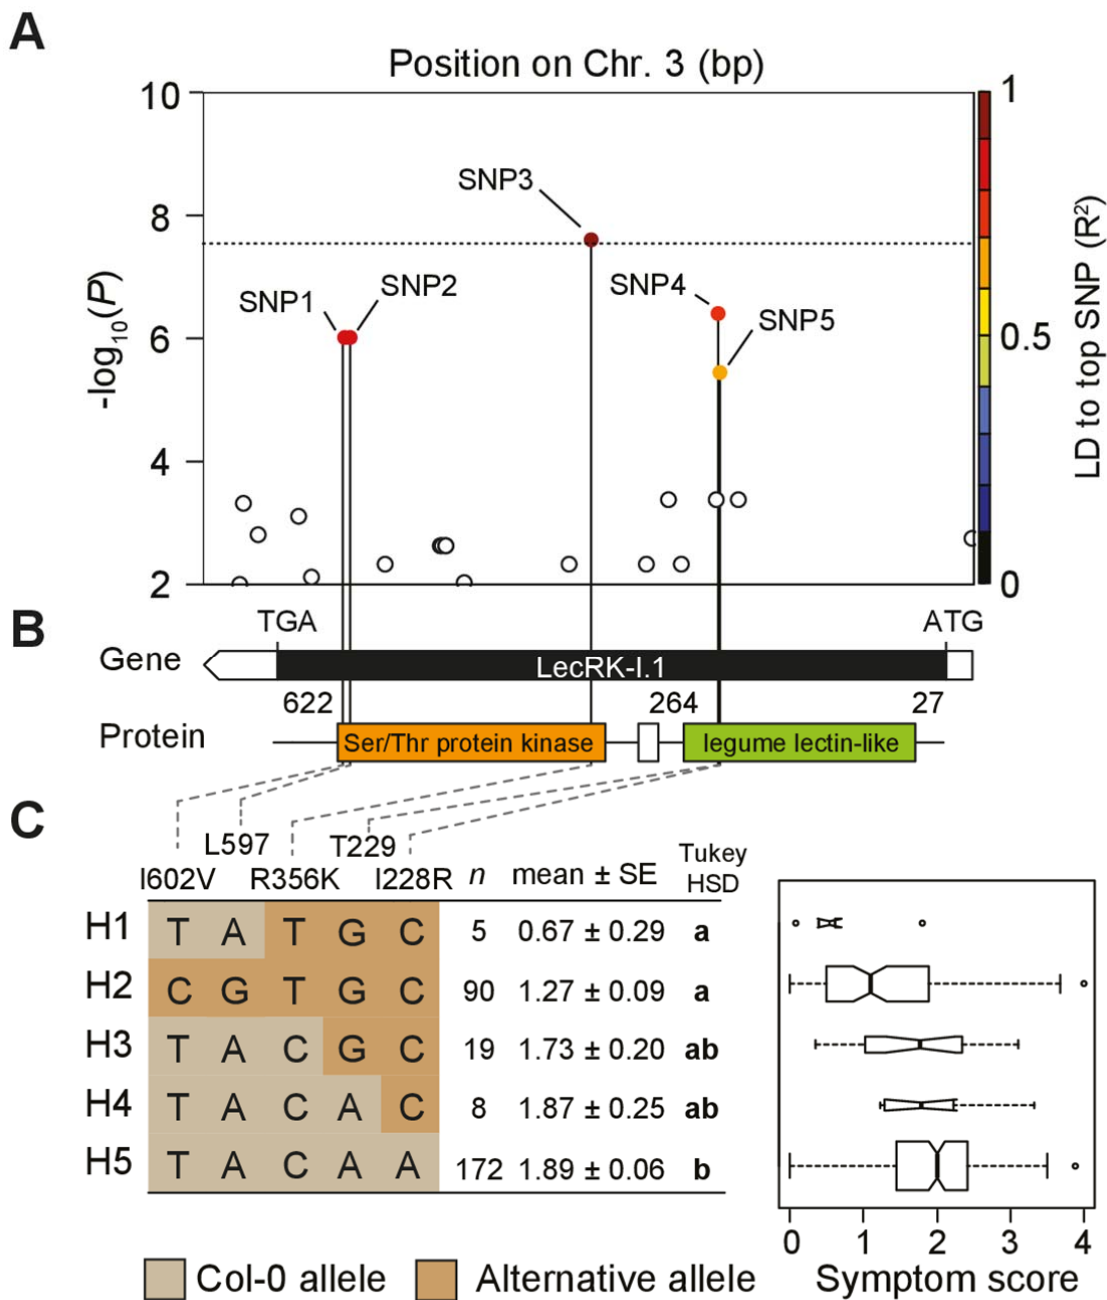 A
Position on Chr. 3 (bp)
10
8
6
4
2
-log10(P)
SNP3
SNP1
SNP2
SNP4
SNP5
1
0.5
0
LD to top SNP (R²)
B
TGA
ATG
Gene
LecRK-I.1
622
264
27
Protein
Ser/Thr protein kinase
legume lectin-like
C
L597
T229
I602V
R356K
I228R
n
mean ± SE
Tukey
HSD
H1 T A T G C 5 0.67 ± 0.29 a
H2 C G T G C 90 1.27 ± 0.09 a
H3 T A C G C 19 1.73 ± 0.20 ab
H4 T A C A C 8 1.87 ± 0.25 ab
H5 T A C A A 172 1.89 ± 0.06 b
0 1 2 3 4
Symptom score
Col-0 allele
Alternative allele